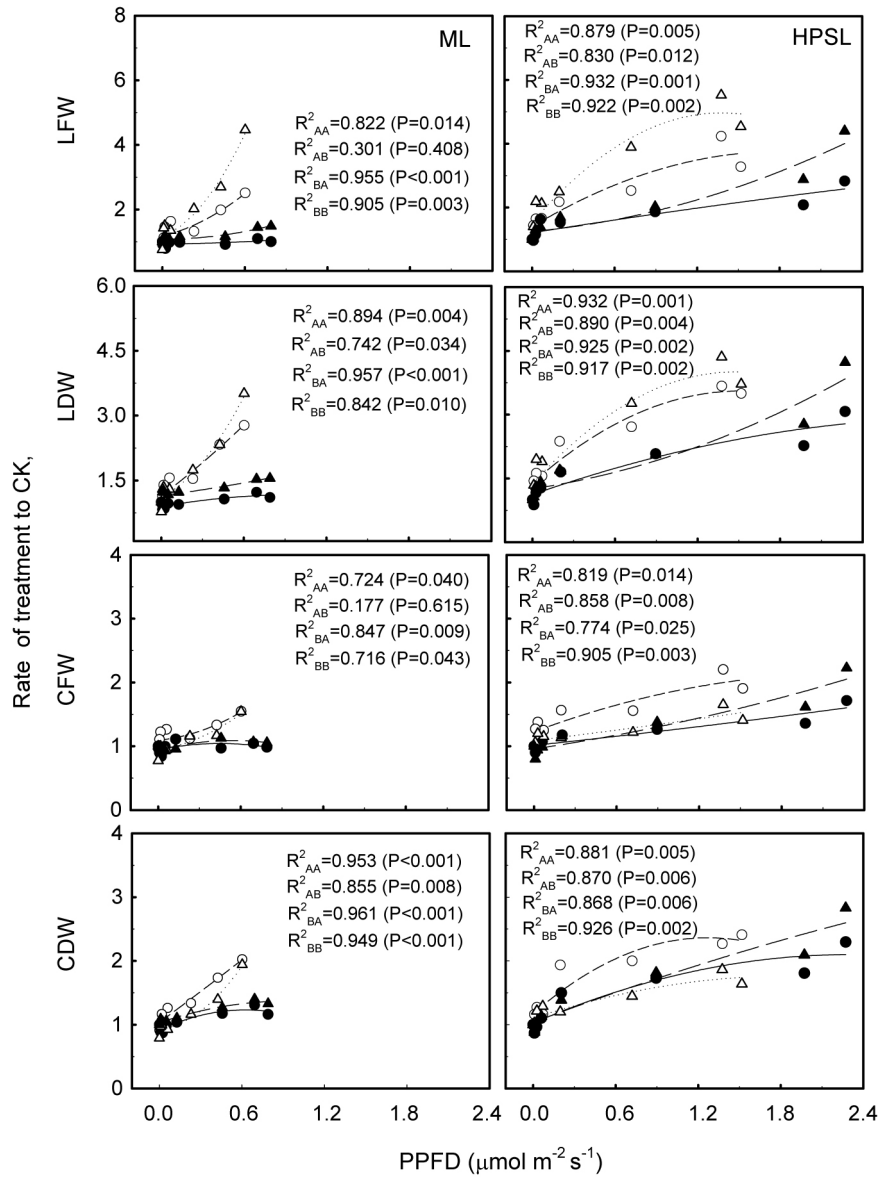 Rate of treatment to CK,
LFW
8
6
4
2
ML
R²AA=0.822 (P=0.014)
R²AB=0.301 (P=0.408)
R²BA=0.955 (P<0.001)
R²BB=0.905 (P=0.003)
HPSL
R²AA=0.879 (P=0.005)
R²AB=0.830 (P=0.012)
R²BA=0.932 (P=0.001)
R²BB=0.922 (P=0.002)
LDW
6.0
4.5
3.0
1.5
R²AA=0.894 (P=0.004)
R²AB=0.742 (P=0.034)
R²BA=0.957 (P<0.001)
R²BB=0.842 (P=0.010)
R²AA=0.932 (P=0.001)
R²AB=0.890 (P=0.004)
R²BA=0.925 (P=0.002)
R²BB=0.917 (P=0.002)
CFW
4
3
2
1
0
R²AA=0.724 (P=0.040)
R²AB=0.177 (P=0.615)
R²BA=0.847 (P=0.009)
R²BB=0.716 (P=0.043)
R²AA=0.819 (P=0.014)
R²AB=0.858 (P=0.008)
R²BA=0.774 (P=0.025)
R²BB=0.905 (P=0.003)
CDW
4
3
2
1
0
R²AA=0.953 (P<0.001)
R²AB=0.855 (P=0.008)
R²BA=0.961 (P<0.001)
R²BB=0.949 (P<0.001)
R²AA=0.881 (P=0.005)
R²AB=0.870 (P=0.006)
R²BA=0.868 (P=0.006)
R²BB=0.926 (P=0.002)
0.0 0.6 1.2 1.8 2.4 0.0 0.6 1.2 1.8 2.4
PPFD (μmol m⁻² s⁻¹)